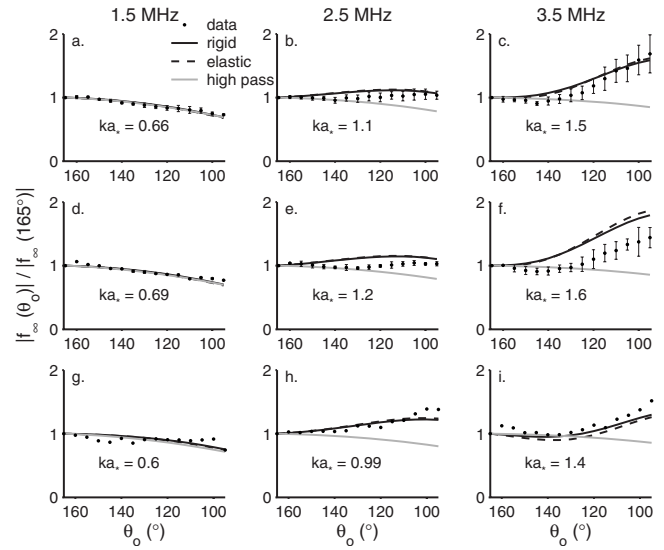 1.5 MHz 2.5 MHz 3.5 MHz
data
rigid
elastic
high pass
a. b. c.
2 2 2
1 1 1
0 0 0
ka* = 0.66 ka* = 1.1 ka* = 1.5
160 140 120 100 160 140 120 100 160 140 120 100
d. e. f.
2 2 2
1 1 1
0 0 0
ka* = 0.69 ka* = 1.2 ka* = 1.6
160 140 120 100 160 140 120 100 160 140 120 100
|f∞(θo)| / |f∞(165°)|
g. h. i.
2 2 2
1 1 1
0 0 0
ka* = 0.6 ka* = 0.99 ka* = 1.4
160 140 120 100 160 140 120 100 160 140 120 100
θo (°) θo (°) θo (°)